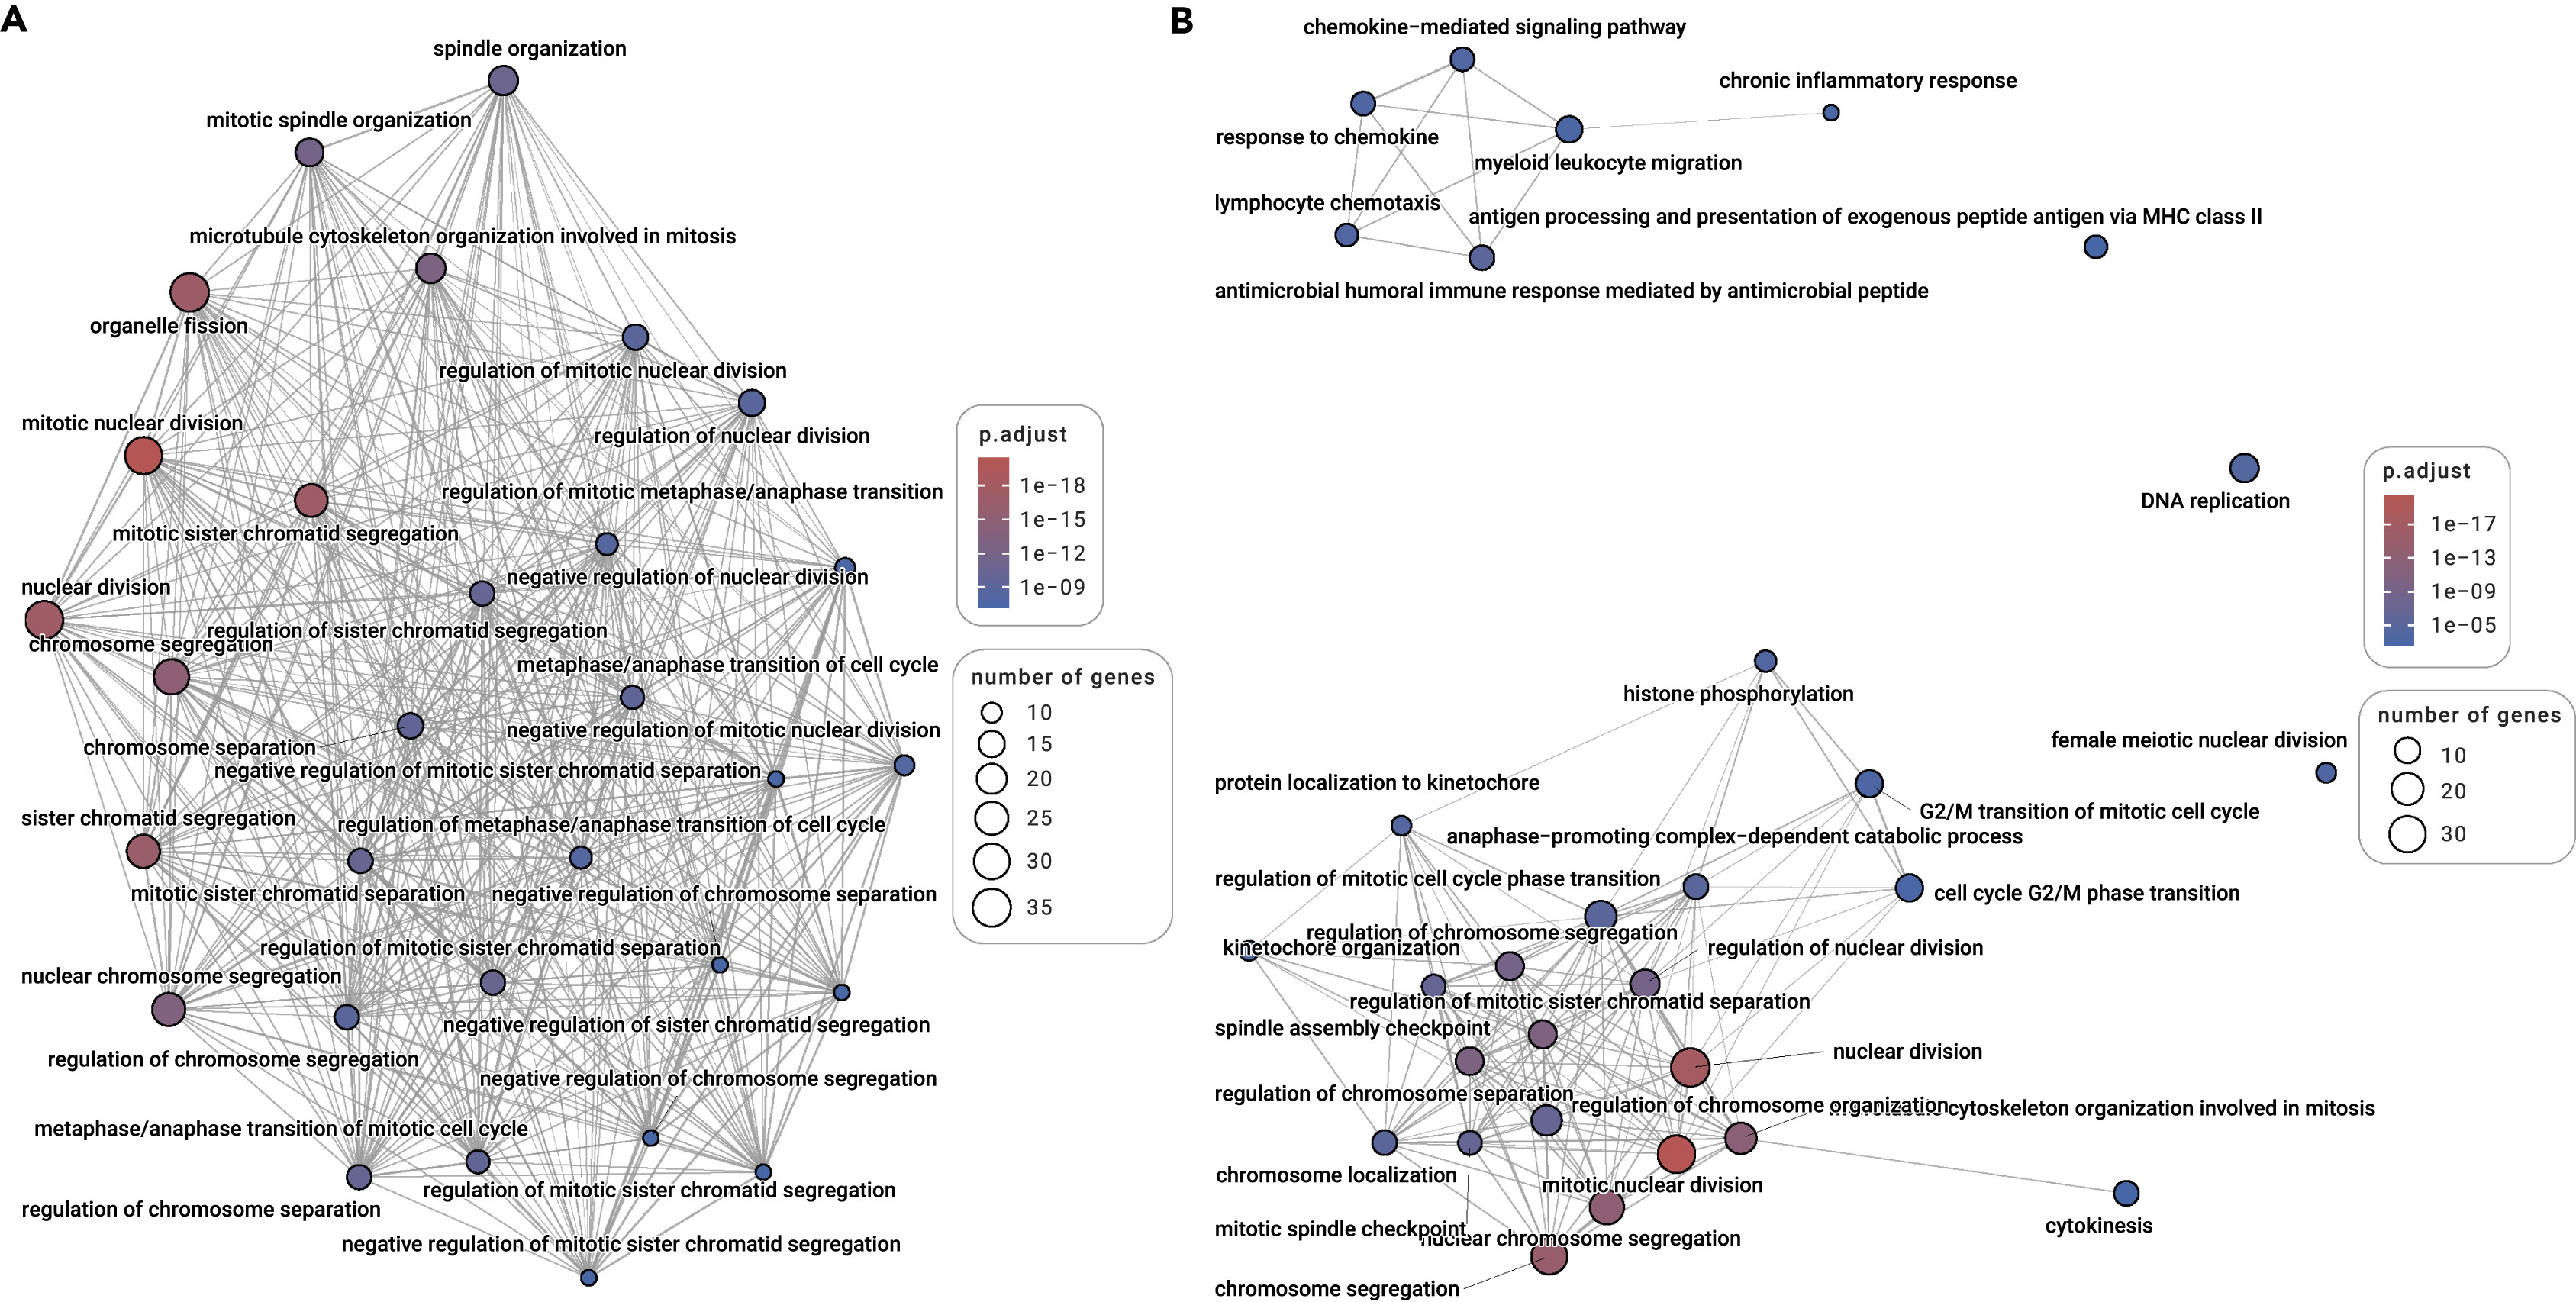 A
spindle organization
mitotic spindle organization
microtubule cytoskeleton organization involved in mitosis
organelle fission
regulation of mitotic nuclear division
mitotic nuclear division
regulation of nuclear division
regulation of mitotic metaphase/anaphase transition
mitotic sister chromatid segregation
negative regulation of nuclear division
nuclear division
regulation of sister chromatid segregation
chromosome segregation
metaphase/anaphase transition of cell cycle
negative regulation of mitotic nuclear division
chromosome separation
negative regulation of mitotic sister chromatid separation
sister chromatid segregation
regulation of metaphase/anaphase transition of cell cycle
mitotic sister chromatid separation
negative regulation of chromosome separation
regulation of mitotic sister chromatid separation
nuclear chromosome segregation
negative regulation of sister chromatid segregation
regulation of chromosome segregation
negative regulation of chromosome segregation
metaphase/anaphase transition of mitotic cell cycle
regulation of mitotic sister chromatid segregation
regulation of chromosome separation
negative regulation of mitotic sister chromatid segregation
p.adjust
1e-18
1e-15
1e-12
1e-09
number of genes
10
15
20
25
30
35
B
chemokine-mediated signaling pathway
chronic inflammatory response
response to chemokine
myeloid leukocyte migration
lymphocyte chemotaxis
antigen processing and presentation of exogenous peptide antigen via MHC class II
antimicrobial humoral immune response mediated by antimicrobial peptide
DNA replication
histone phosphorylation
female meiotic nuclear division
protein localization to kinetochore
G2/M transition of mitotic cell cycle
anaphase-promoting complex-dependent catabolic process
regulation of mitotic cell cycle phase transition
cell cycle G2/M phase transition
regulation of chromosome segregation
kinetochore organization
regulation of nuclear division
regulation of mitotic sister chromatid separation
spindle assembly checkpoint
nuclear division
regulation of chromosome separation
regulation of chromosome organization
cytoskeleton organization involved in mitosis
chromosome localization
mitotic nuclear division
mitotic spindle checkpoint
nuclear chromosome segregation
cytokinesis
chromosome segregation
p.adjust
1e-17
1e-13
1e-09
1e-05
number of genes
10
20
30